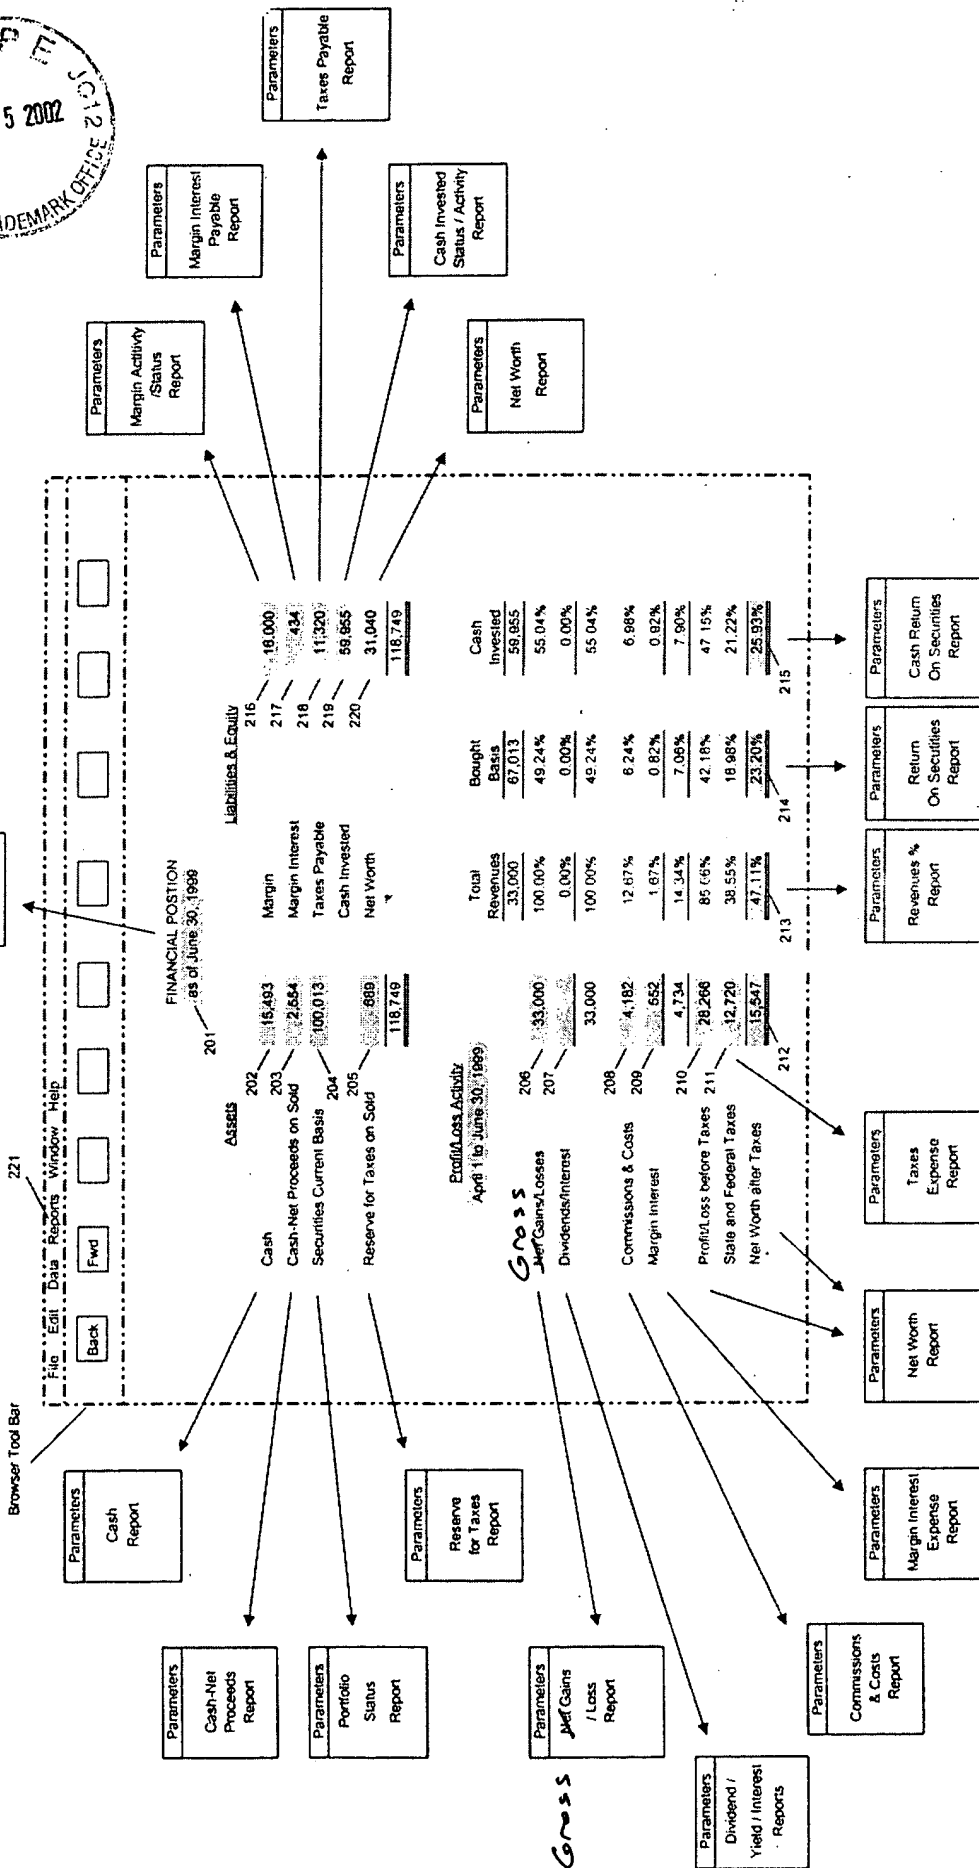 5 2002
JC12
DEMARK OFFICE
Browser Tool Bar
221
File Edit Data Reports Window Help
Back
Fwd
FINANCIAL POSTION
as of June 30, 1999
201
Assets
Cash
202
15,493
Cash-Net Proceeds on Sold
203
2,554
Securities Current Basis
204
100,013
Reserve for Taxes on Sold
205
689
118,749
Liabilities & Equity
Margin
216
16,000
Margin Interest
217
434
Taxes Payable
218
11,320
Cash Invested
219
59,955
Net Worth
220
31,040
118,749
Profit/Loss Activity
April 1 to June 30, 1999
Total Revenues
Bought Basis
Cash Invested
33,000 67,013 59,955
Gross
Net Gains/Losses
206
33,000 100.00% 49.24% 55.04%
Dividends/Interest
207
0.00% 0.00% 0.00%
33,000 100.00% 49.24% 55.04%
Commissions & Costs
208
4,182 12.67% 6.24% 6.98%
Margin Interest
209
552 1.67% 0.82% 0.92%
4,734 14.34% 7.06% 7.90%
Profit/Loss before Taxes
210
28,266 85.66% 42.18% 47.15%
State and Federal Taxes
211
12,720 38.55% 18.98% 21.22%
Net Worth after Taxes
15,547 47.11% 23.20% 25.93%
212
213
214
215
Parameters
Cash
Report
Parameters
Cash-Net
Proceeds
Report
Parameters
Portfolio
Status
Report
Parameters
Reserve
for Taxes
Report
Gross
Parameters
Net Gains
/ Loss
Report
Parameters
Dividend /
Yield / Interest
Reports
Parameters
Commissions
& Costs
Report
Parameters
Margin Interest
Expense
Report
Parameters
Net Worth
Report
Parameters
Taxes
Expense
Report
Parameters
Revenues %
Report
Parameters
Return
On Secutities
Report
Parameters
Cash Return
On Securities
Report
Parameters
Margin Actitivty
/Status
Report
Parameters
Margin Interest
Payable
Report
Parameters
Taxes Payable
Report
Parameters
Cash Invested
Status / Activity
Report
Parameters
Net Worth
Report